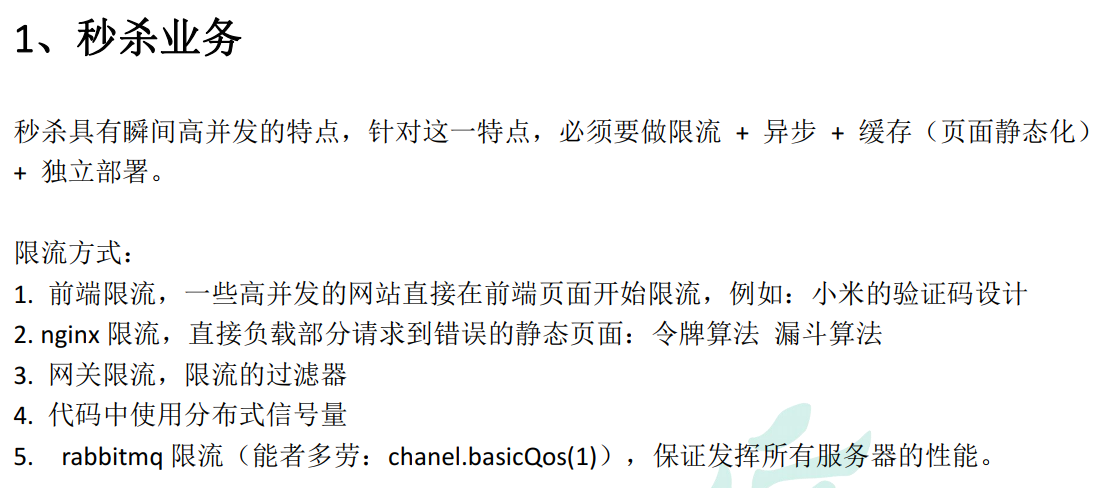 1、秒杀业务
秒杀具有瞬间高并发的特点，针对这一特点，必须要做限流 + 异步 + 缓存（页面静态化）
+ 独立部署。
限流方式：
1. 前端限流，一些高并发的网站直接在前端页面开始限流，例如：小米的验证码设计
2. nginx 限流，直接负载部分请求到错误的静态页面：令牌算法 漏斗算法
3. 网关限流，限流的过滤器
4. 代码中使用分布式信号量
5. rabbitmq 限流（能者多劳：chanel.basicQos(1)），保证发挥所有服务器的性能。